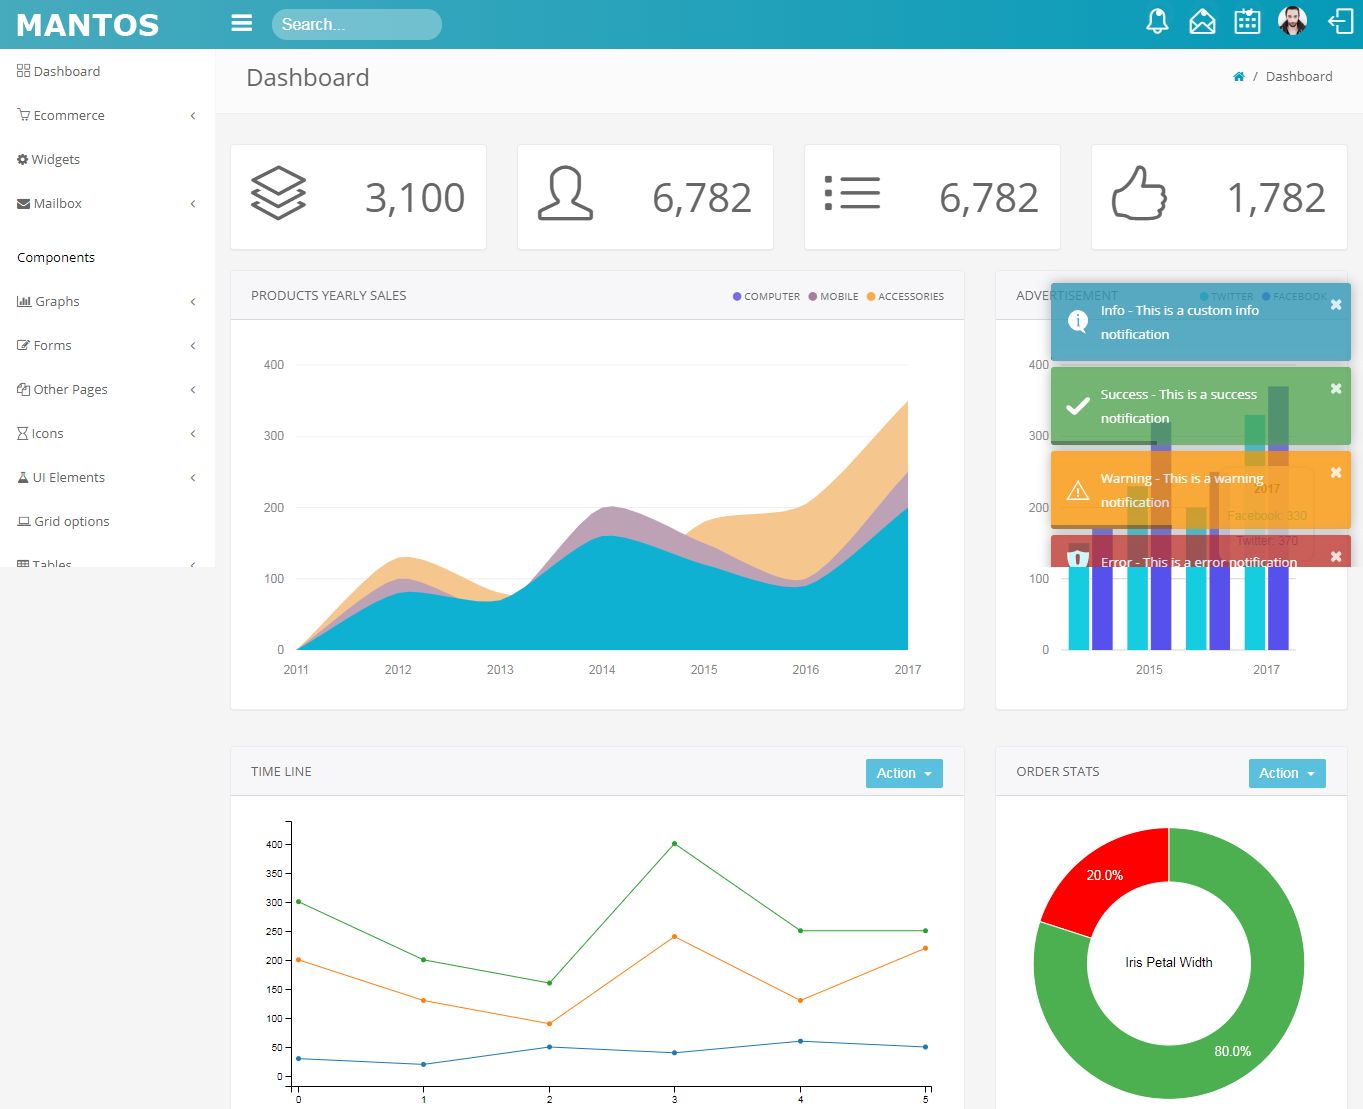 MANTOS
Search...
Dashboard
Ecommerce
Widgets
Mailbox
Components
Graphs
Forms
Other Pages
Icons
UI Elements
Grid options
Tables
Dashboard
/ Dashboard
3,100
6,782
6,782
1,782
PRODUCTS YEARLY SALES
COMPUTER MOBILE ACCESSORIES
400
300
200
100
0
2011 2012 2013 2014 2015 2016 2017
ADVERTISEMENT
TWITTER FACEBOOK
400
300
200
100
0
2015 2017
Info - This is a custom info
notification
Success - This is a success
notification
Warning - This is a warning
notification
2017
Facebook: 330
Twitter: 370
Error - This is a error notification
TIME LINE
Action
400
350
300
250
200
150
100
50
0
0 1 2 3 4 5
ORDER STATS
Action
20.0%
Iris Petal Width
80.0%